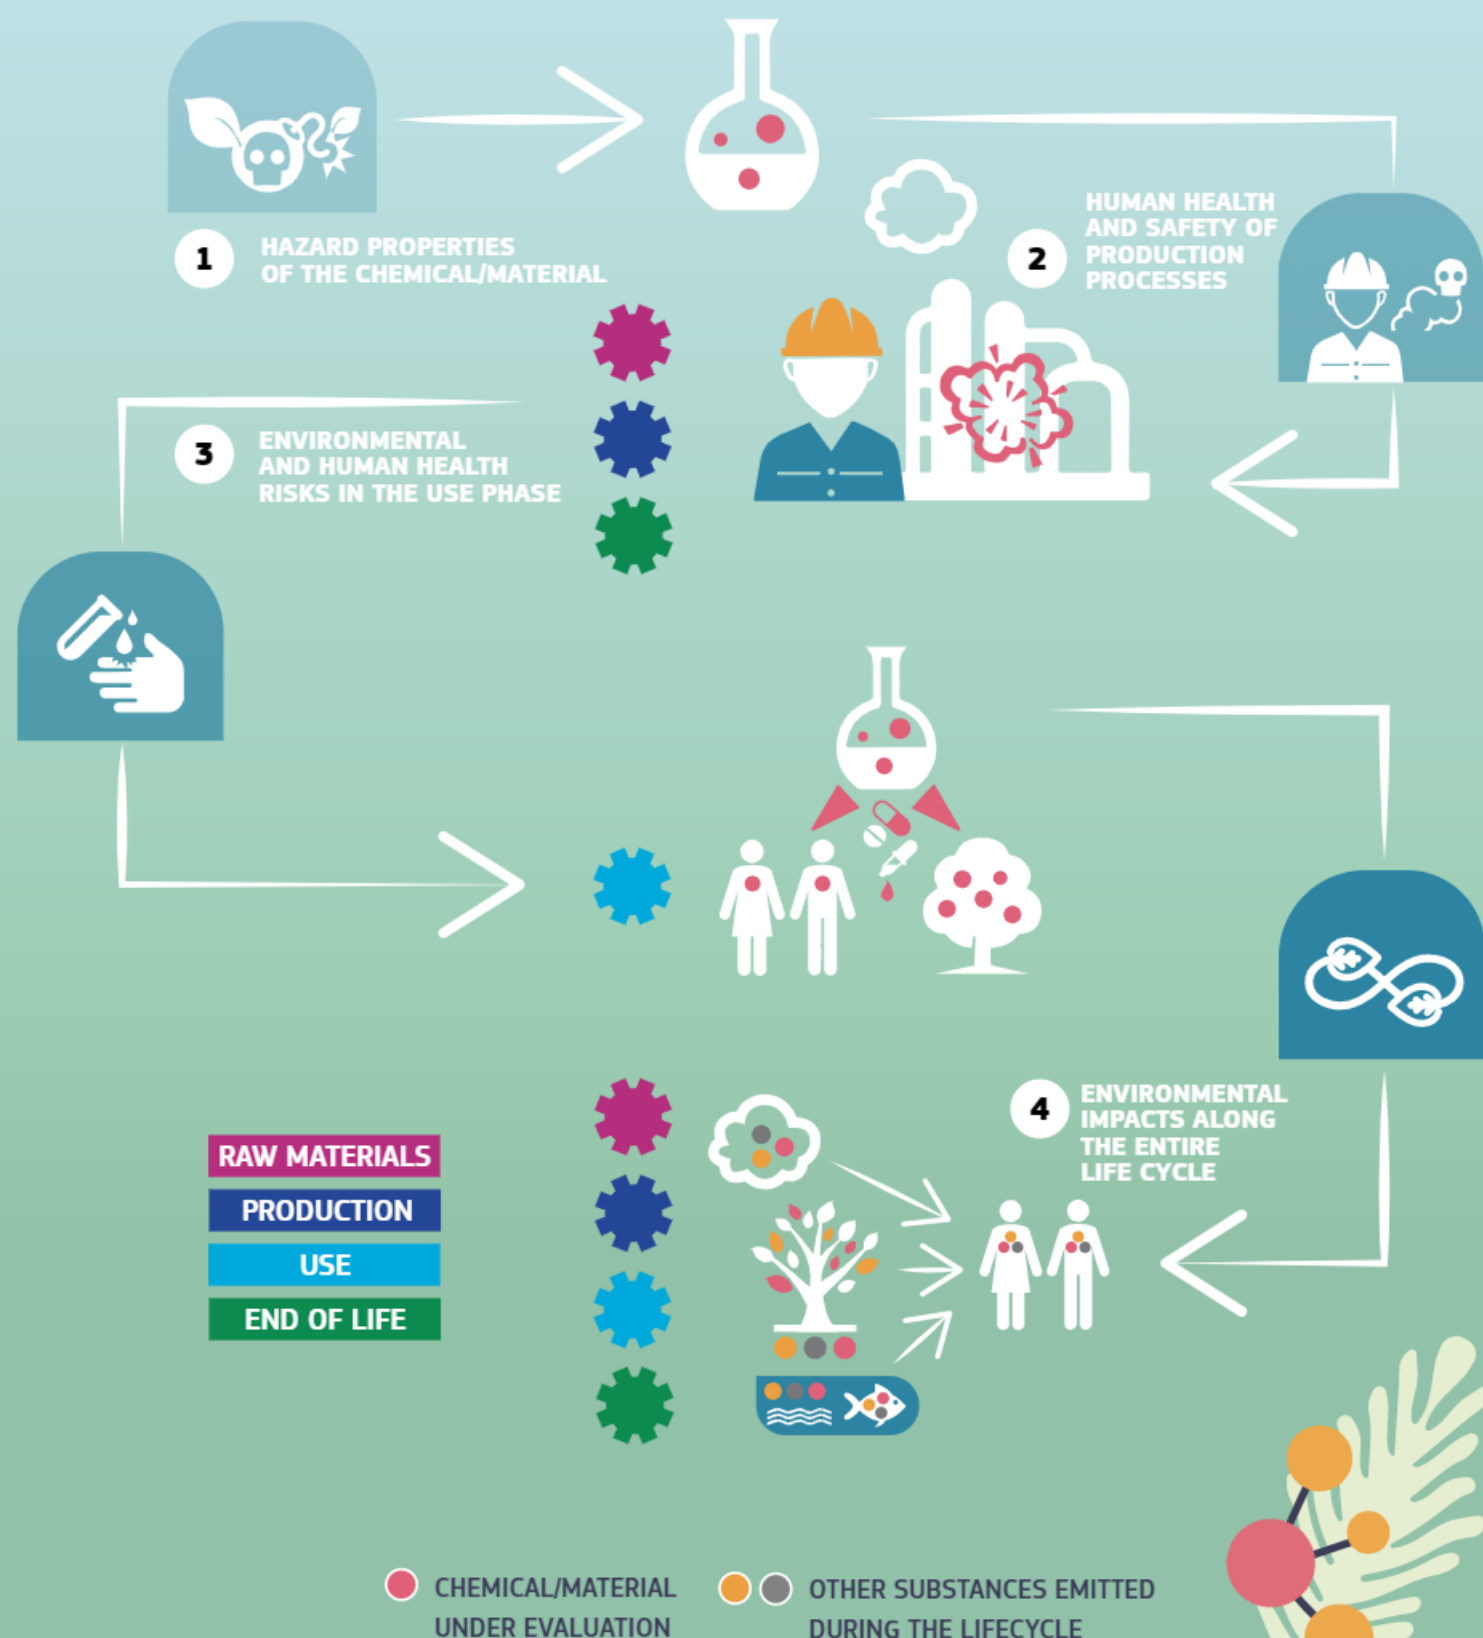 1
HAZARD PROPERTIES
OF THE CHEMICAL/MATERIAL
2
HUMAN HEALTH
AND SAFETY OF
PRODUCTION
PROCESSES
3
ENVIRONMENTAL
AND HUMAN HEALTH
RISKS IN THE USE PHASE
4
ENVIRONMENTAL
IMPACTS ALONG
THE ENTIRE
LIFE CYCLE
RAW MATERIALS
PRODUCTION
USE
END OF LIFE
CHEMICAL/MATERIAL
UNDER EVALUATION
OTHER SUBSTANCES EMITTED
DURING THE LIFECYCLE